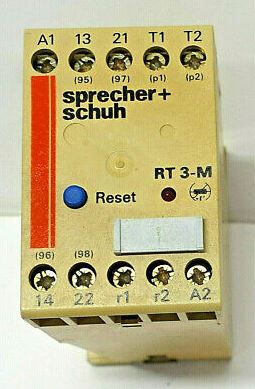 A1 13 21 T1 T2
(95) (97) (p1) (p2)
sprecher+
schuh
RT 3-M
Reset
(96) (98)
14 22 r1 r2 A2